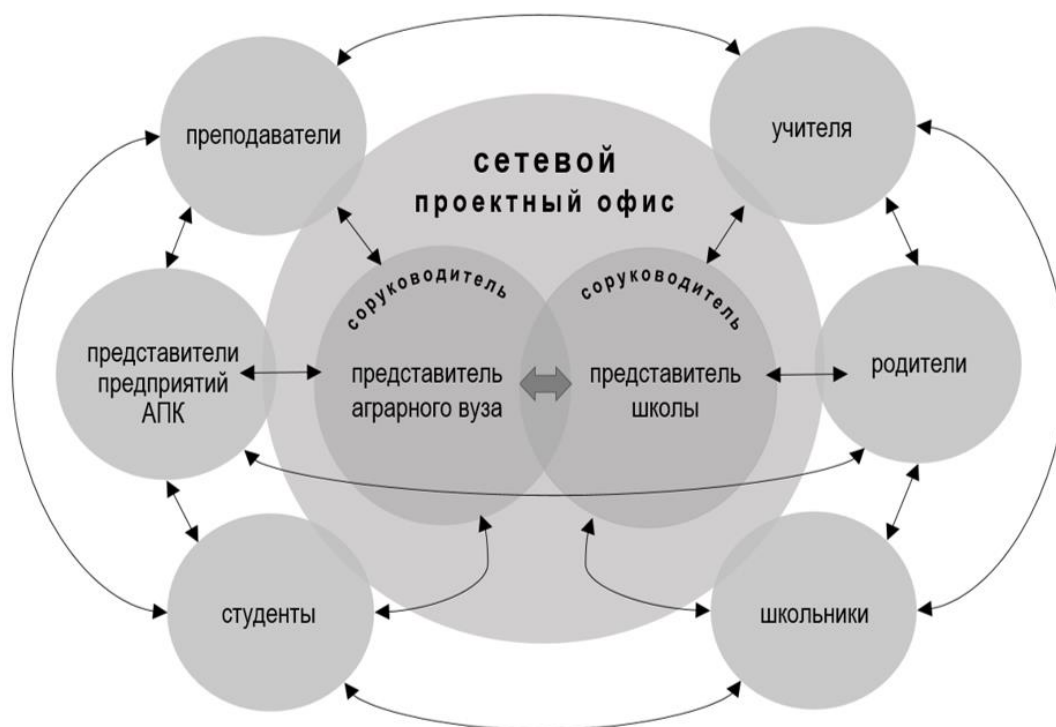 преподаватели
учителя
сетевой
проектный офис
соруководитель
соруководитель
представители
предприятий
АПК
представитель
аграрного вуза
представитель
школы
родители
студенты
школьники